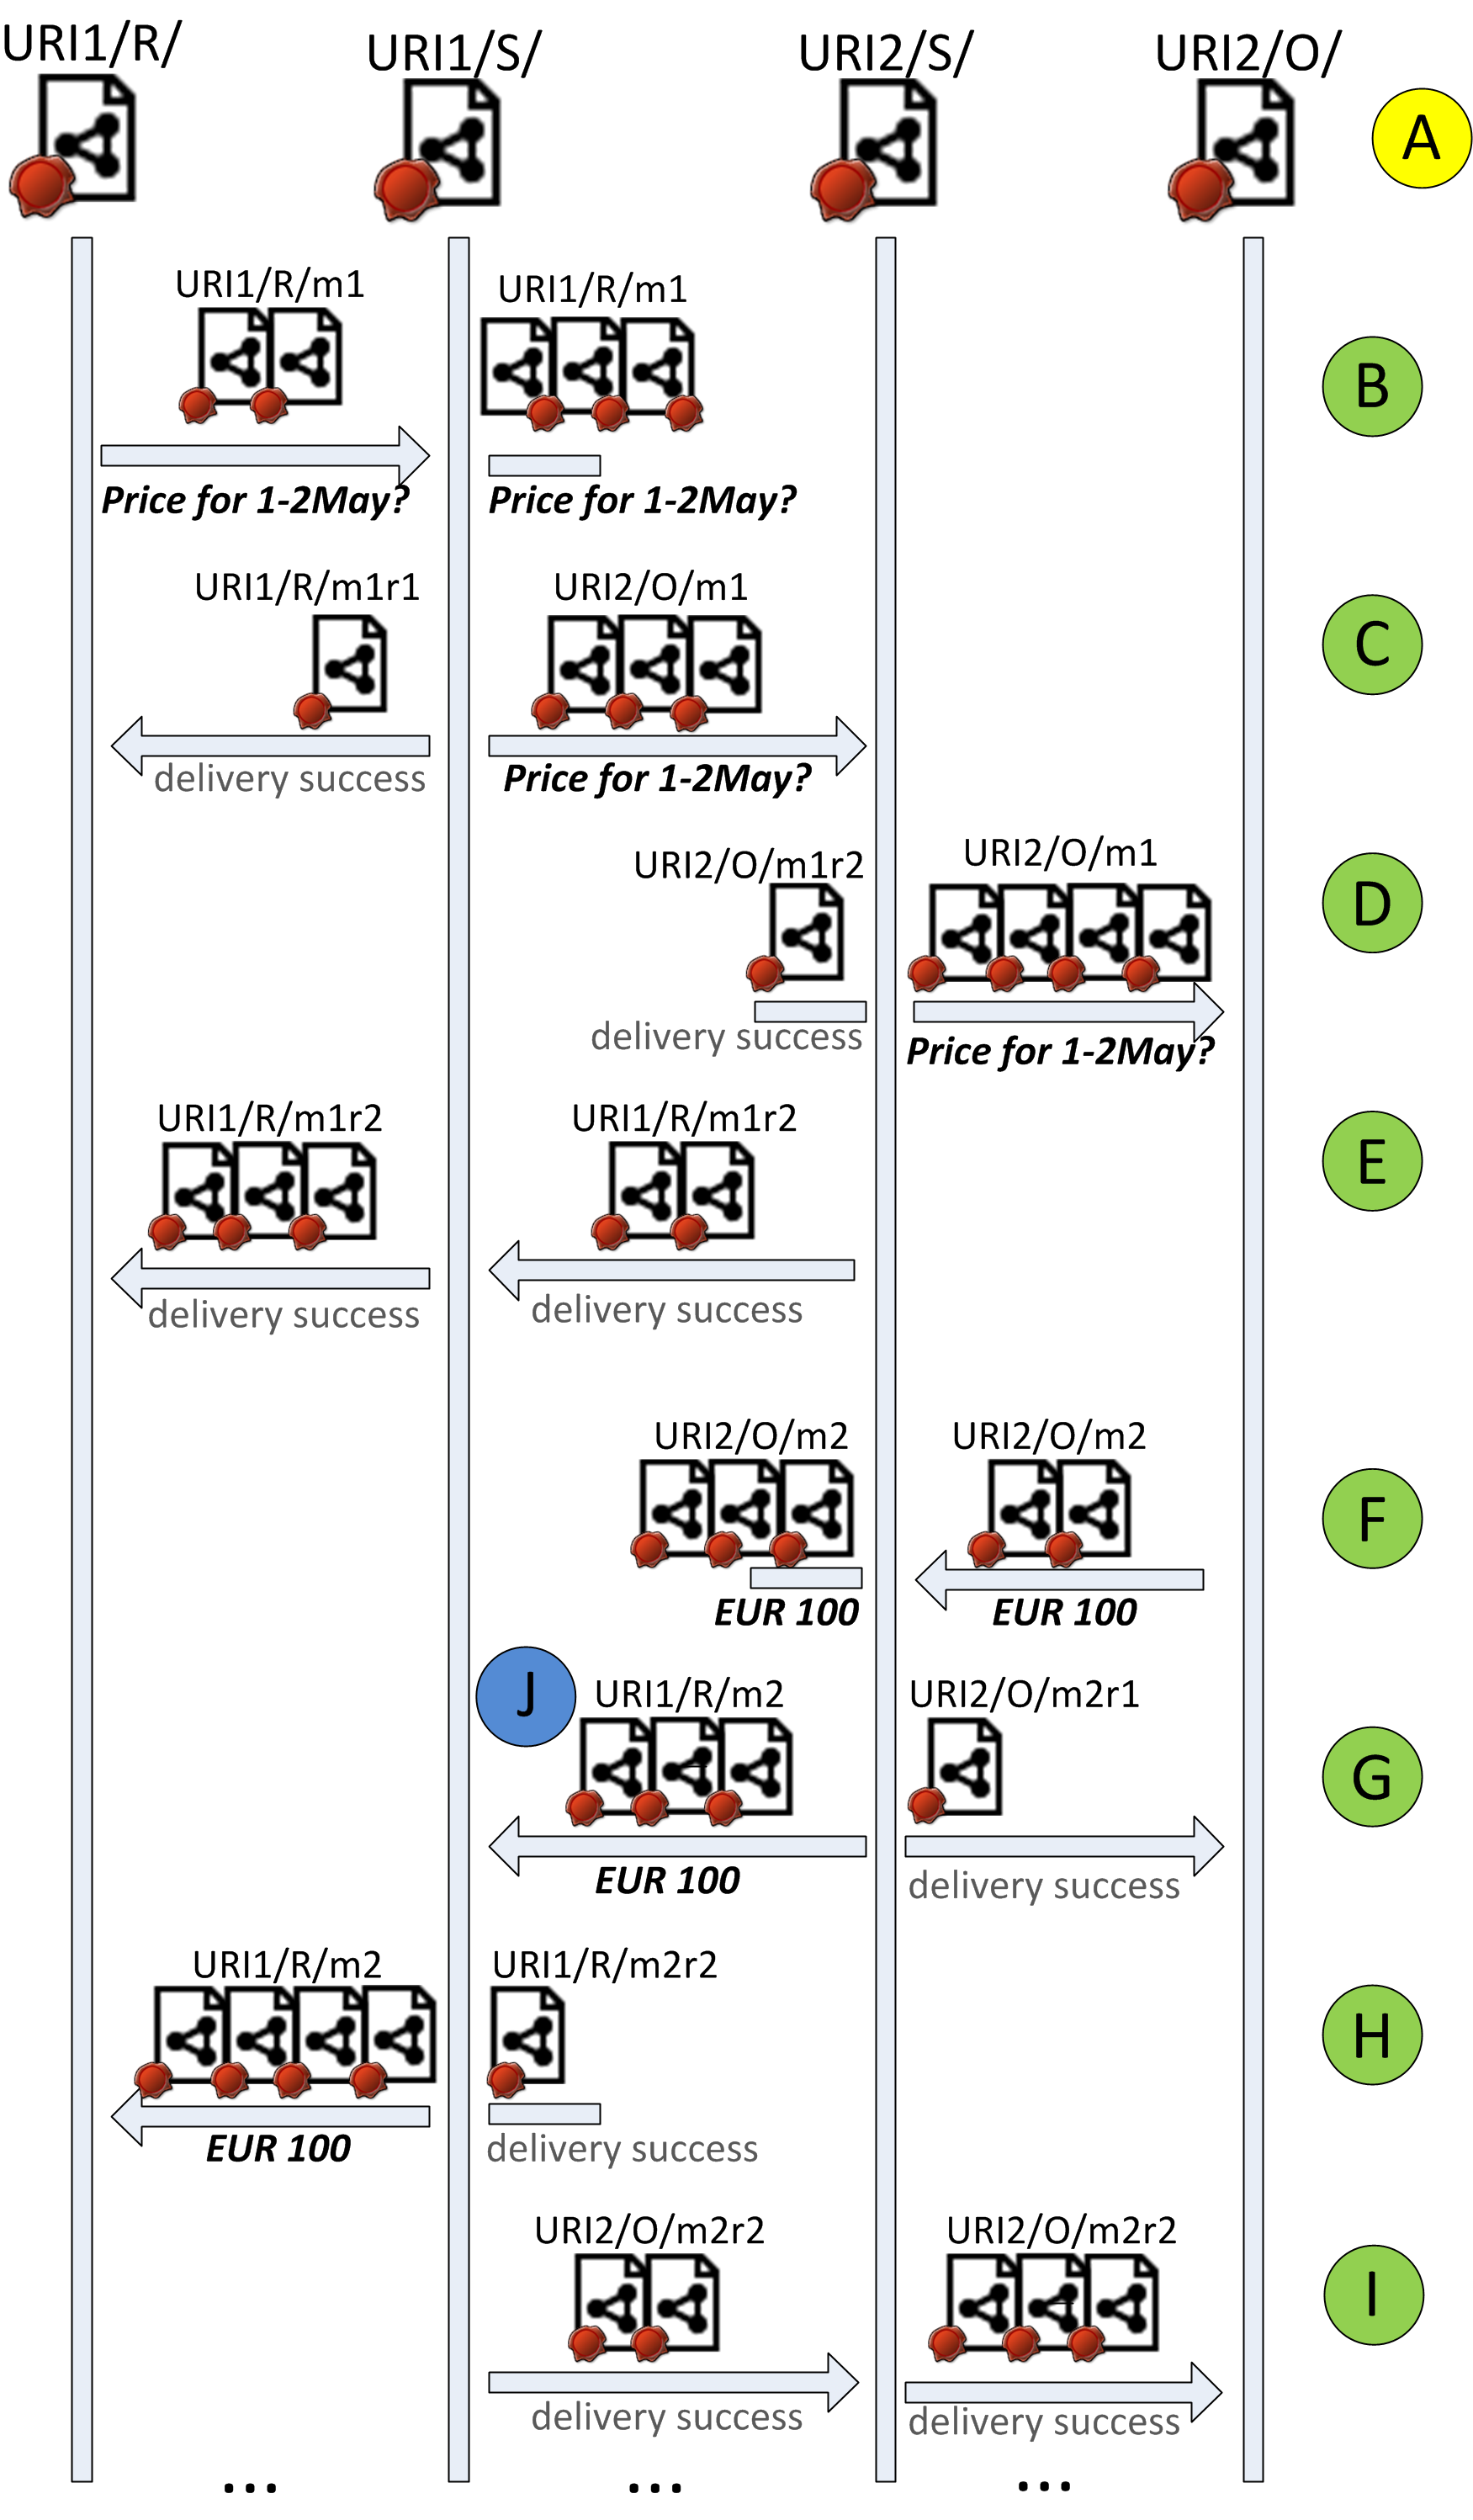 URI1/R/
URI1/S/
URI2/S/
URI2/O/
A
URI1/R/m1
URI1/R/m1
B
Price for 1-2May?
Price for 1-2May?
URI1/R/m1r1
URI2/O/m1
C
delivery success
Price for 1-2May?
URI2/O/m1r2
URI2/O/m1
D
delivery success
Price for 1-2May?
URI1/R/m1r2
URI1/R/m1r2
E
delivery success
delivery success
URI2/O/m2
URI2/O/m2
F
EUR 100
EUR 100
J
URI1/R/m2
URI2/O/m2r1
G
EUR 100
delivery success
URI1/R/m2
URI1/R/m2r2
H
EUR 100
delivery success
URI2/O/m2r2
URI2/O/m2r2
I
delivery success
delivery success
...
...
...